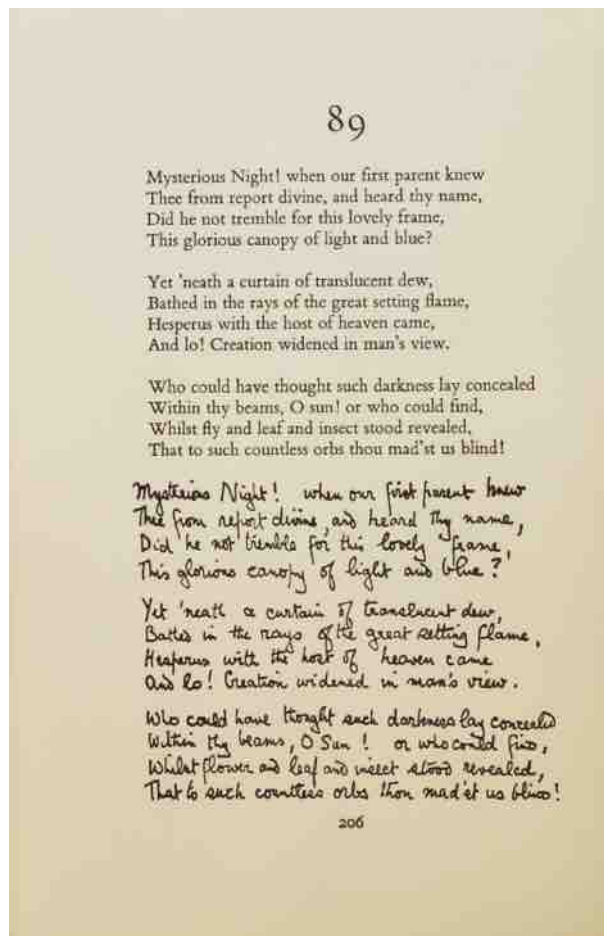 89
Mysterious Night! when our first parent knew
Thee from report divine, and heard thy name,
Did he not tremble for this lovely frame,
This glorious canopy of light and blue?
Yet 'neath a curtain of translucent dew,
Bathed in the rays of the great setting flame,
Hesperus with the host of heaven came,
And lo! Creation widened in man's view.
Who could have thought such darkness lay concealed
Within thy beams, O sun! or who could find,
Whilst fly and leaf and insect stood revealed,
That to such countless orbs thou mad'st us blind!
Mysterious Night! when our first parent knew
Thee from report divine, and heard thy name,
Did he not tremble for this lovely frame,
This glorious canopy of light and blue?
Yet 'neath a curtain of translucent dew,
Bathed in the rays of the great setting flame,
Hesperus with the host of heaven came
And lo! Creation widened in man's view.
Who could have thought such darkness lay concealed
Within thy beams, O Sun! or who could find,
Whilst flower and leaf and insect stood revealed,
That to such countless orbs thou mad'st us blind!
206